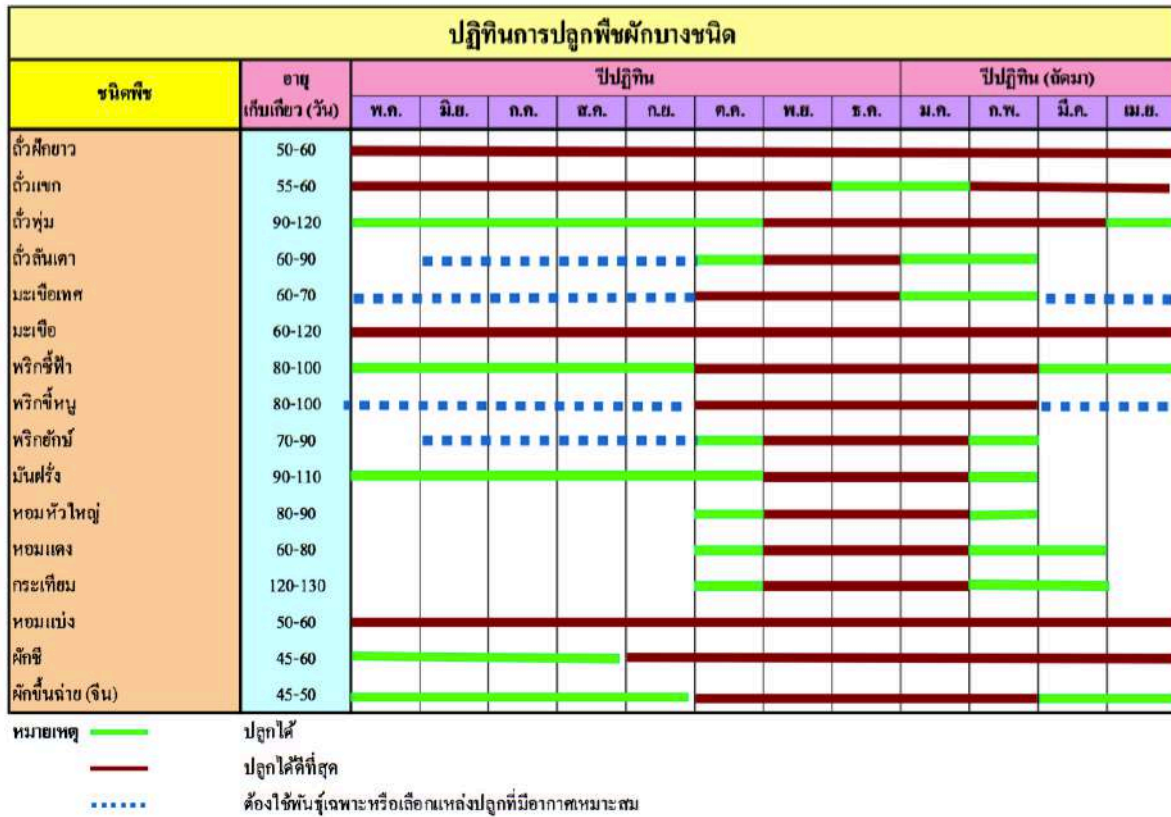 ปฏิทินการปลูกพืชผักบางชนิด
ชนิดพืช อายุ เก็บเกี่ยว (วัน) ปีปฏิทิน ปีปฏิทิน (ถัดมา)
พ.ค. มิ.ย. ก.ค. ส.ค. ก.ย. ต.ค. พ.ย. ธ.ค. ม.ค. ก.พ. มี.ค. เม.ย.
ถั่วฝักยาว 50-60
ถั่วแขก 55-60
ถั่วพุ่ม 90-120
ถั่วลันเตา 60-90
มะเขือเทศ 60-70
มะเขือ 60-120
พริกชี้ฟ้า 80-100
พริกขี้หนู 80-100
พริกยักษ์ 70-90
มันฝรั่ง 90-110
หอมหัวใหญ่ 80-90
หอมแดง 60-80
กระเทียม 120-130
หอมแบ่ง 50-60
ผักชี 45-60
ผักขึ้นฉ่าย (จีน) 45-50
หมายเหตุ ปลูกได้
ปลูกได้ดีที่สุด
ต้องใช้พันธุ์เฉพาะหรือเลือกแหล่งปลูกที่มีอากาศเหมาะสม